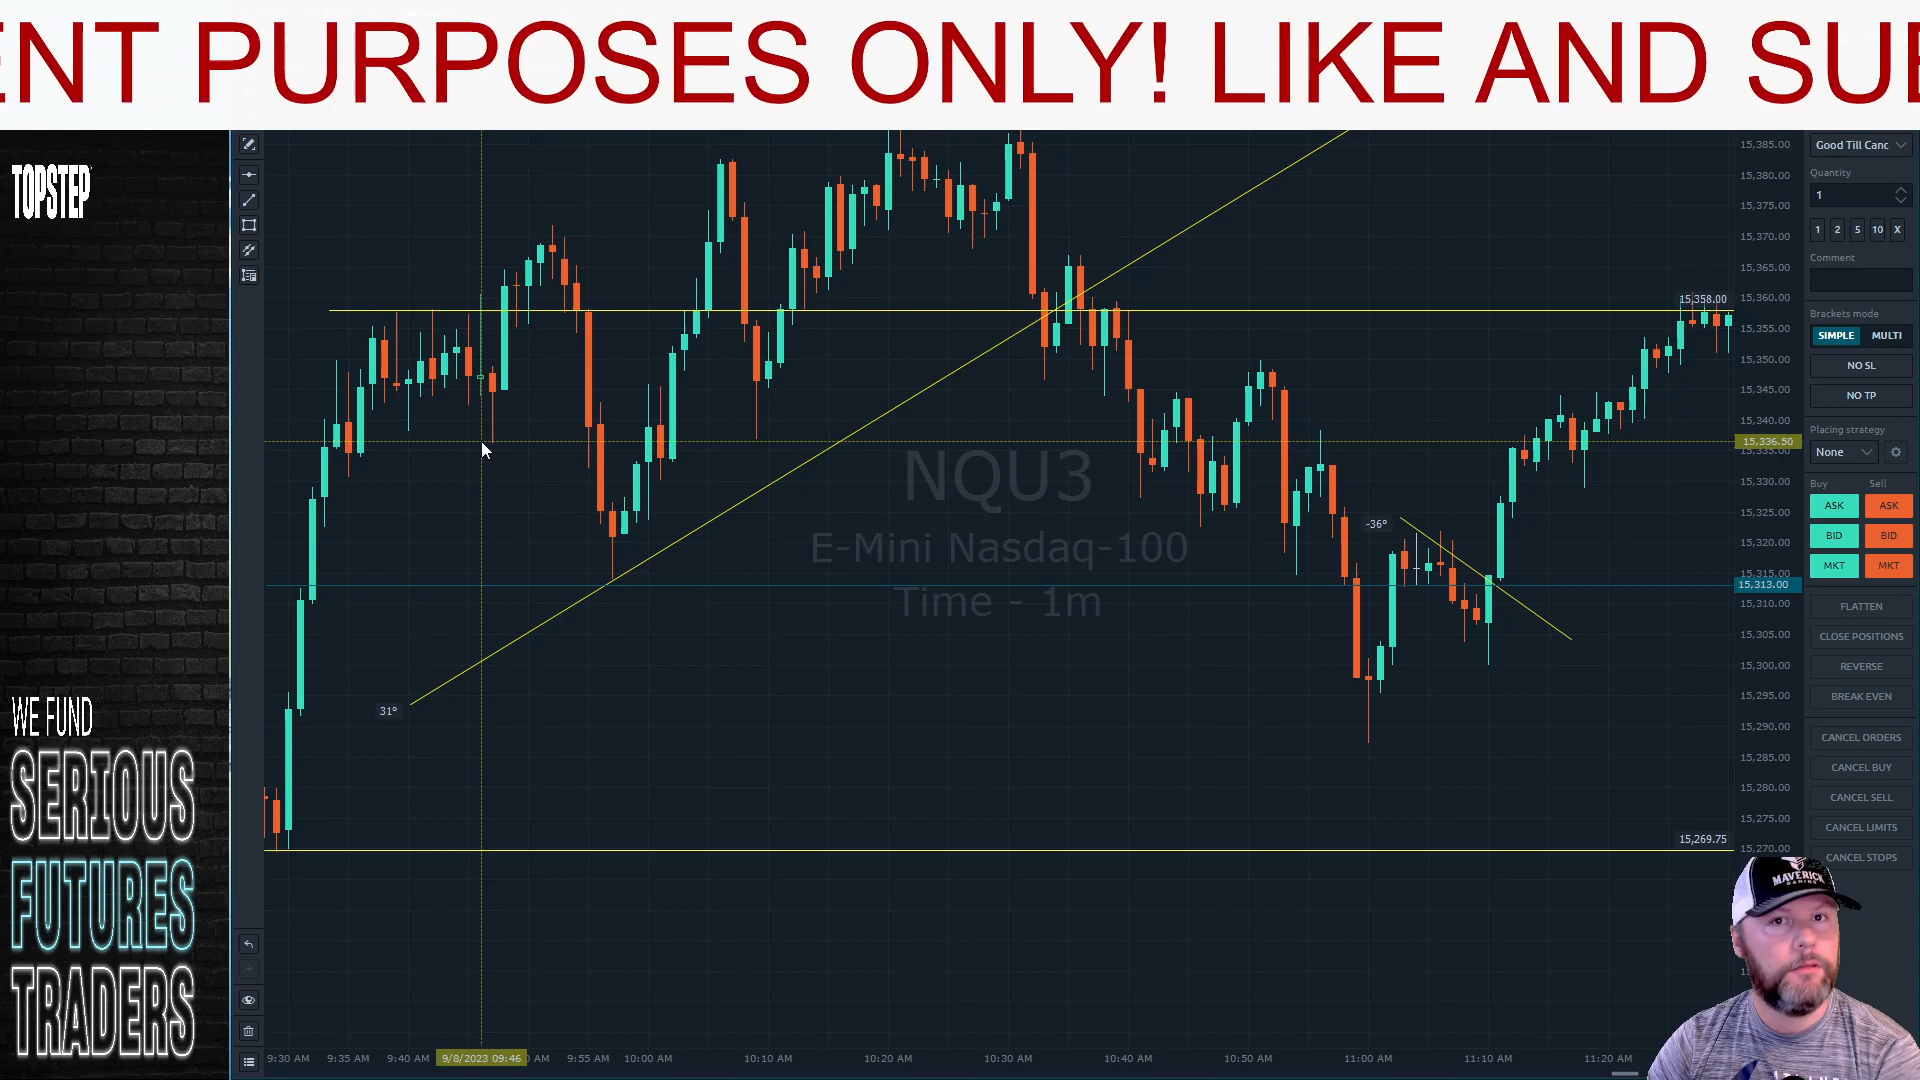 ENT PURPOSES ONLY! LIKE AND SUB
TOPSTEP
WE FUND
SERIOUS
FUTURES
TRADERS
NQU3
E-Mini Nasdaq-100
Time - 1m
31°
-36°
15,358.00
15,269.75
15,385.00
15,380.00
15,375.00
15,370.00
15,365.00
15,360.00
15,355.00
15,350.00
15,345.00
15,340.00
15,336.50
15,335.00
15,330.00
15,325.00
15,320.00
15,315.00
15,313.00
15,310.00
15,305.00
15,300.00
15,295.00
15,290.00
15,285.00
15,280.00
15,275.00
15,270.00
9:30 AM 9:35 AM 9:40 AM 9/8/2023 09:46 AM 9:55 AM 10:00 AM 10:10 AM 10:20 AM 10:30 AM 10:40 AM 10:50 AM 11:00 AM 11:10 AM 11:20 AM
Good Till Canc
Quantity
1
1 2 5 10 X
Comment
Brackets mode
SIMPLE MULTI
NO SL
NO TP
Placing strategy
None
Buy Sell
ASK ASK
BID BID
MKT MKT
FLATTEN
CLOSE POSITIONS
REVERSE
BREAK EVEN
CANCEL ORDERS
CANCEL BUY
CANCEL SELL
CANCEL LIMITS
CANCEL STOPS
MAVERICK